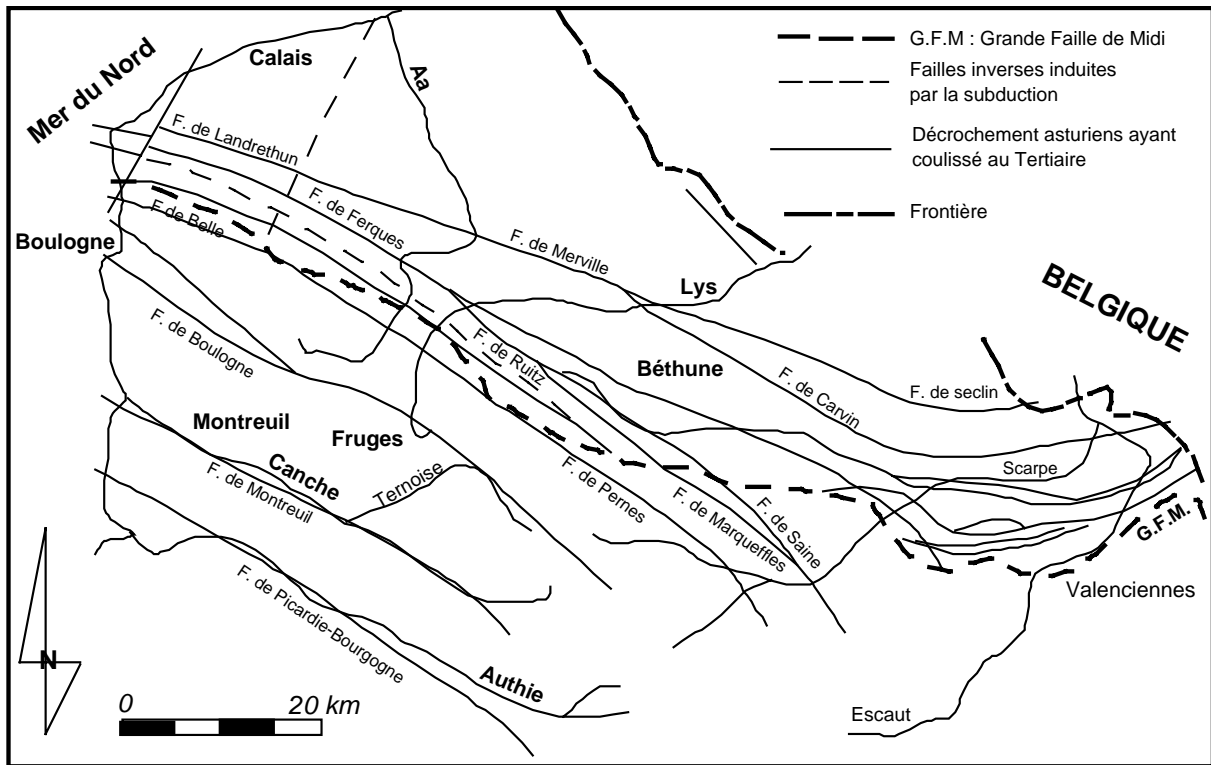 Mer du Nord
Calais
Aa
G.F.M : Grande Faille de Midi
Failles inverses induites
par la subduction
Décrochement asturiens ayant
coulissé au Tertiaire
Frontière
F. de Landrethun
F. de Ferques
F de Belle
Boulogne
F. de Merville
Lys
BELGIQUE
F. de Boulogne
F. de Ruitz
Béthune
F. de Carvin
F. de seclin
Montreuil
Fruges
Canche
Ternoise
F. de Montreuil
F. de Pernes
F. de Marqueffles
F. de Saine
Scarpe
G.F.M.
Valenciennes
F. de Picardie-Bourgogne
Authie
Escaut
N
0 20 km